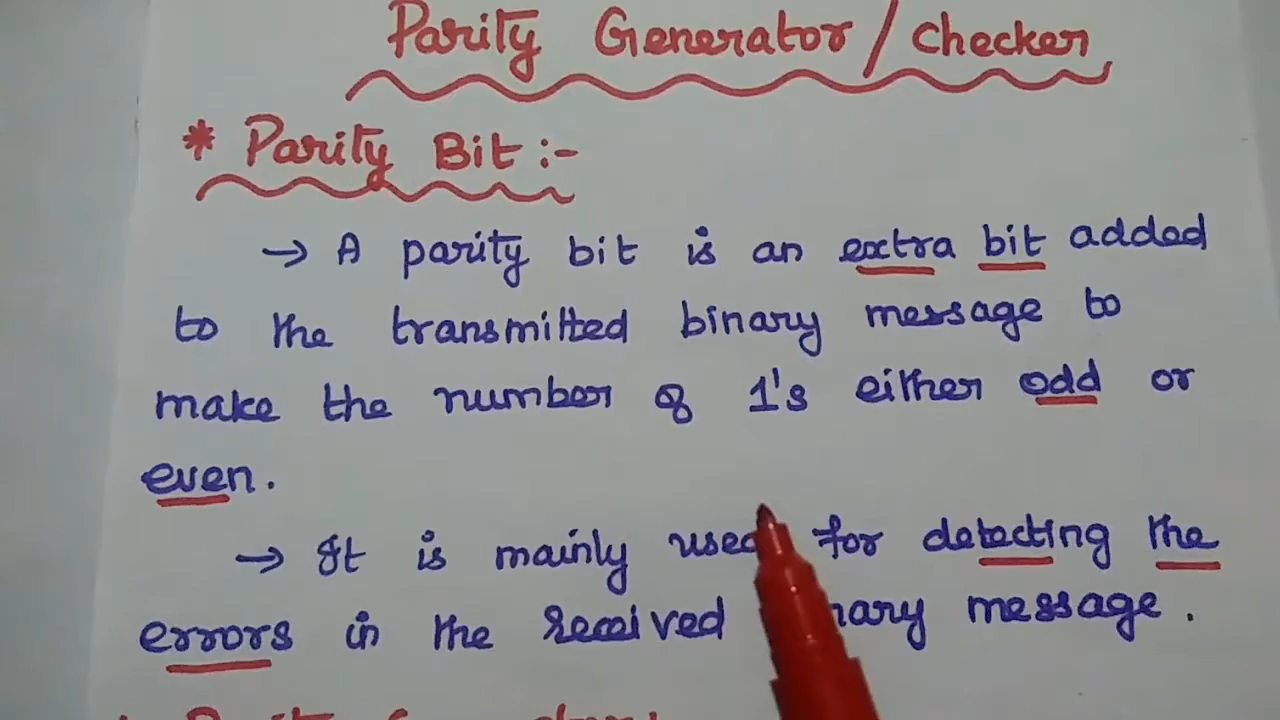 Parity Generator / Checker
* Parity Bit :-
→ A parity bit is an extra bit added
to the transmitted binary message to
make the number of 1's either odd or
even.
→ It is mainly used for detecting the
errors in the received nary message.